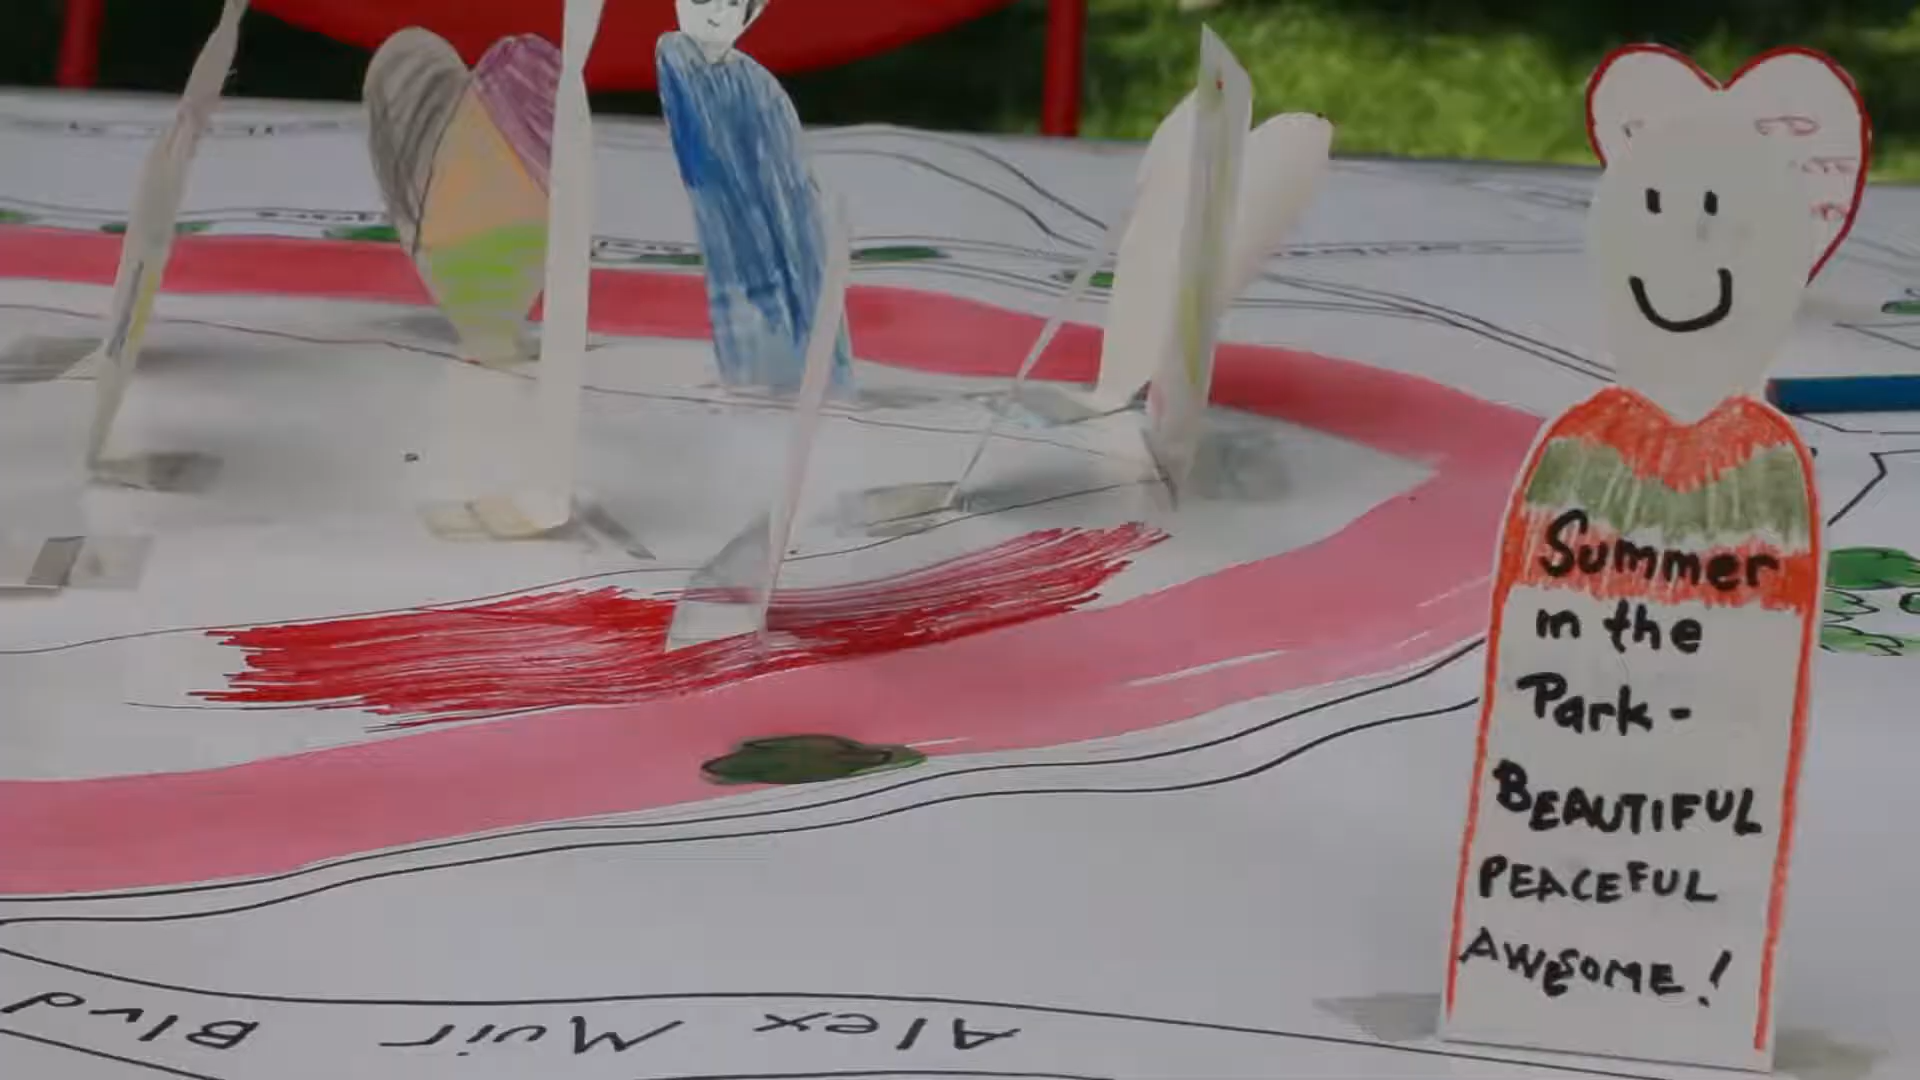 Summer
in the
Park -
BEAUTIFUL
PEACEFUL
AWESOME!
Alex Muir Blvd